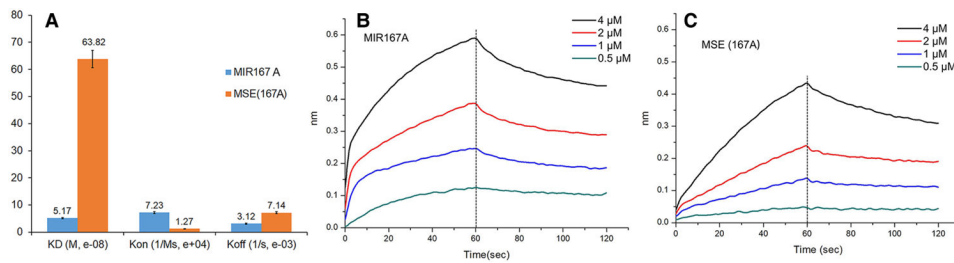 A
80
70
60
50
40
30
20
10
0
63.82
MIR167 A
MSE(167A)
5.17
7.23
1.27
3.12
7.14
KD (M, e-08)
Kon (1/Ms, e+04)
Koff (1/s, e-03)
B
MIR167A
4 µM
2 µM
1 µM
0.5 µM
nm
0.6
0.5
0.4
0.3
0.2
0.1
0.0
0 20 40 60 80 100 120
Time(sec)
C
MSE (167A)
4 µM
2 µM
1 µM
0.5 µM
nm
0.6
0.5
0.4
0.3
0.2
0.1
0.0
0 20 40 60 80 100 120
Time (sec)